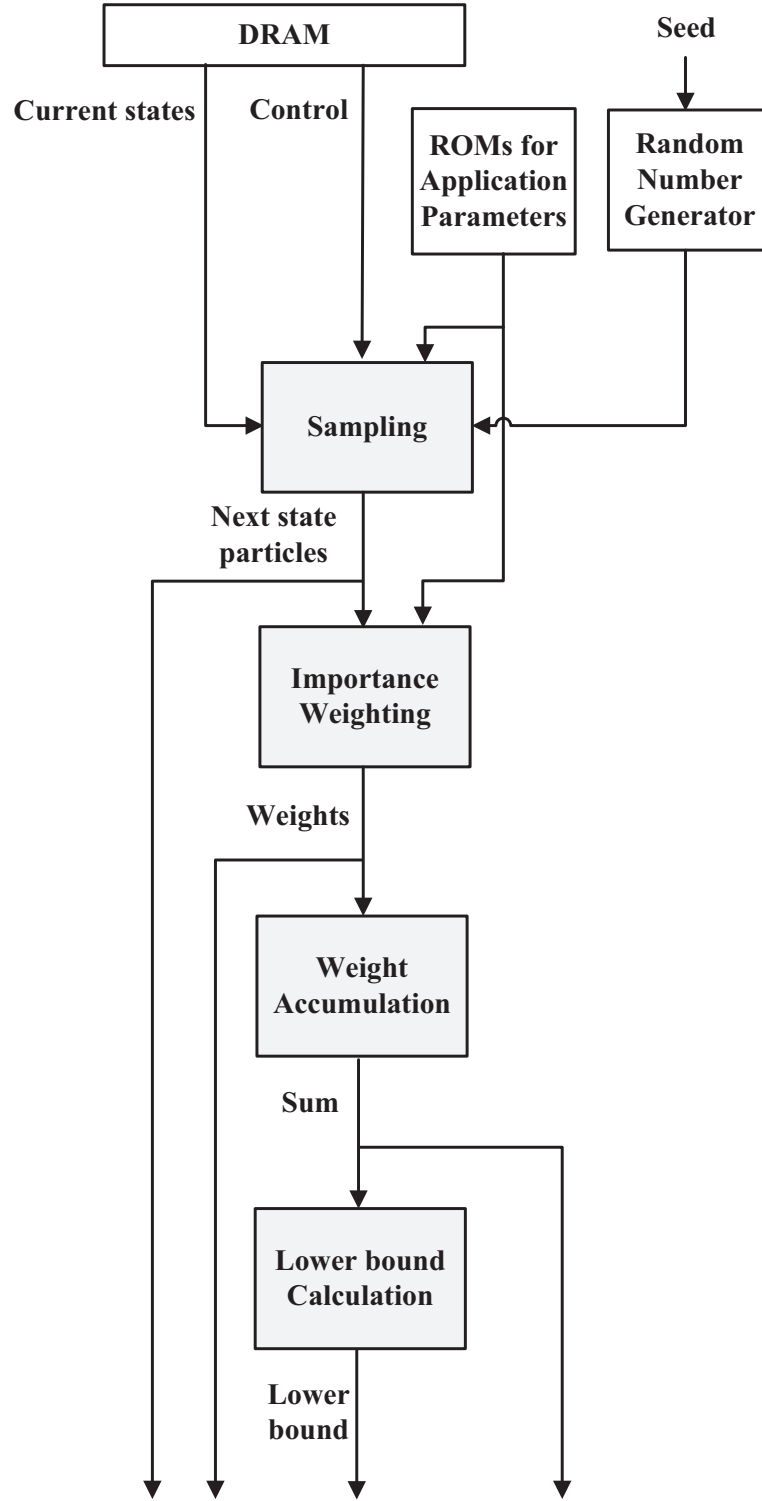 DRAM
Seed
Current states
Control
ROMs for
Application
Parameters
Random
Number
Generator
Sampling
Next state
particles
Importance
Weighting
Weights
Weight
Accumulation
Sum
Lower bound
Calculation
Lower
bound